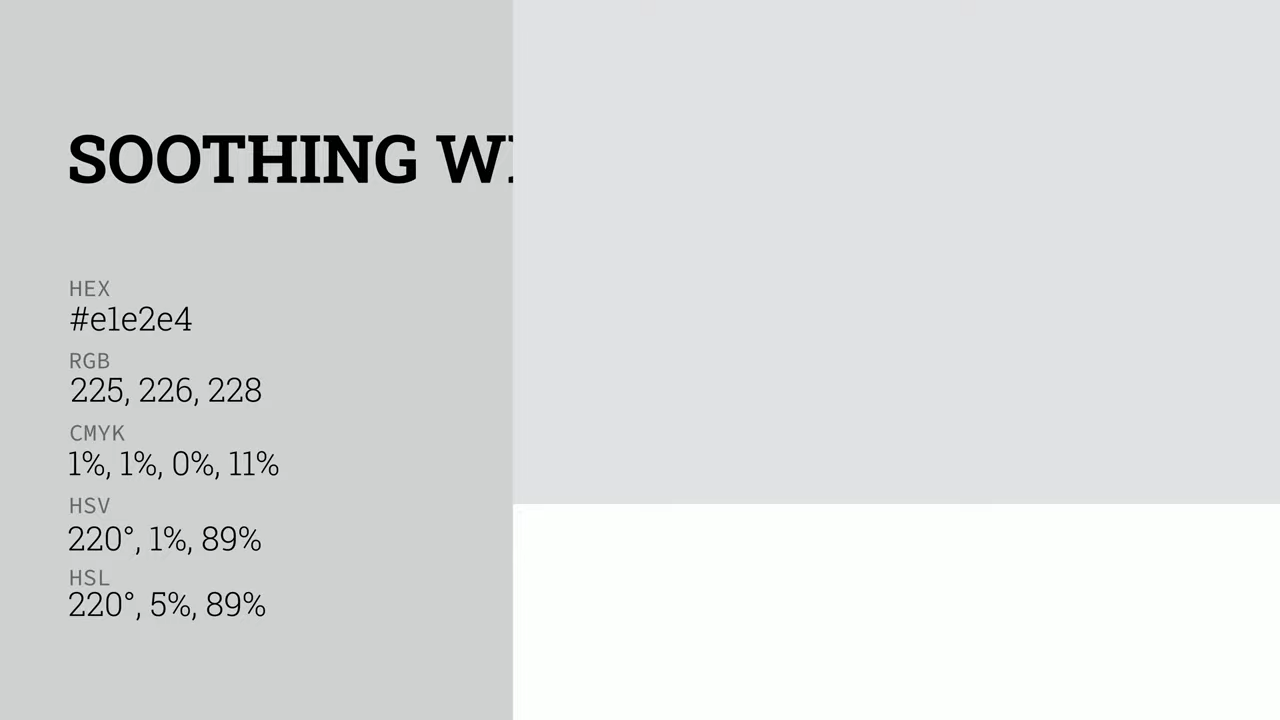 SOOTHING
HEX
#e1e2e4
RGB
225, 226, 228
CMYK
1%, 1%, 0%, 11%
HSV
220°, 1%, 89%
HSL
220°, 5%, 89%